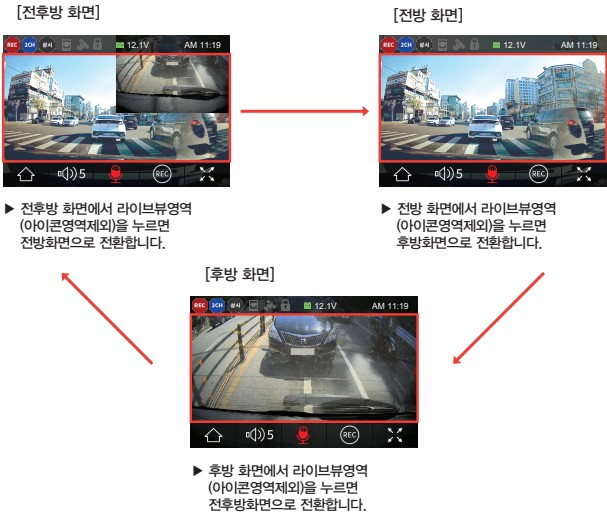 [전후방 화면]
REC 2CH 상시 12.1V AM 11:19
5 REC
▶ 전후방 화면에서 라이브뷰영역
(아이콘영역제외)을 누르면
전방화면으로 전환합니다.
[전방 화면]
REC 2CH 상시 12.1V AM 11:19
5 REC
▶ 전방 화면에서 라이브뷰영역
(아이콘영역제외)을 누르면
후방화면으로 전환합니다.
[후방 화면]
REC 2CH 상시 12.1V AM 11:19
5 REC
▶ 후방 화면에서 라이브뷰영역
(아이콘영역제외)을 누르면
전후방화면으로 전환합니다.